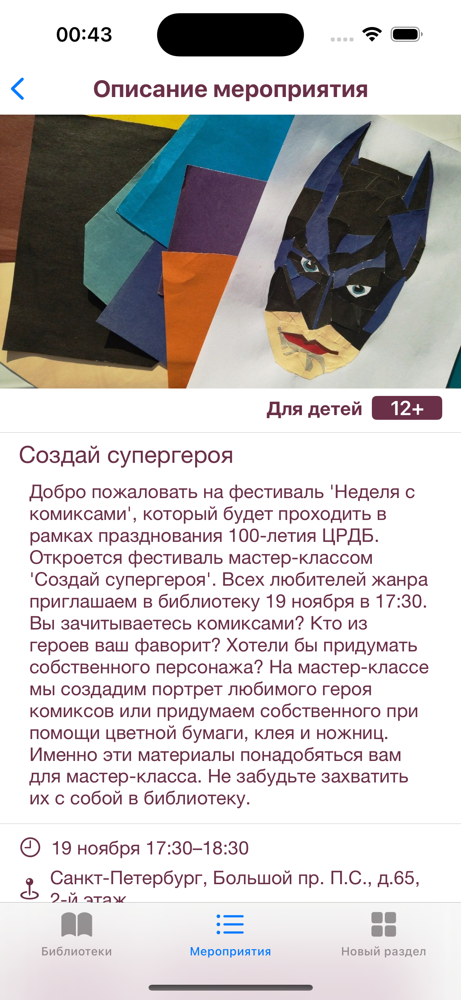 00:43
Описание мероприятия
Для детей 12+
Создай супергероя
Добро пожаловать на фестиваль 'Неделя с
комиксами', который будет проходить в
рамках празднования 100-летия ЦРДБ.
Откроется фестиваль мастер-классом
'Создай супергероя'. Всех любителей жанра
приглашаем в библиотеку 19 ноября в 17:30.
Вы зачитываетесь комиксами? Кто из
героев ваш фаворит? Хотели бы придумать
собственного персонажа? На мастер-классе
мы создадим портрет любимого героя
комиксов или придумаем собственного при
помощи цветной бумаги, клея и ножниц.
Именно эти материалы понадобяться вам
для мастер-класса. Не забудьте захватить
их с собой в библиотеку.
19 ноября 17:30–18:30
Санкт-Петербург, Большой пр. П.С., д.65,
2-й этаж
Библиотеки
Мероприятия
Новый раздел